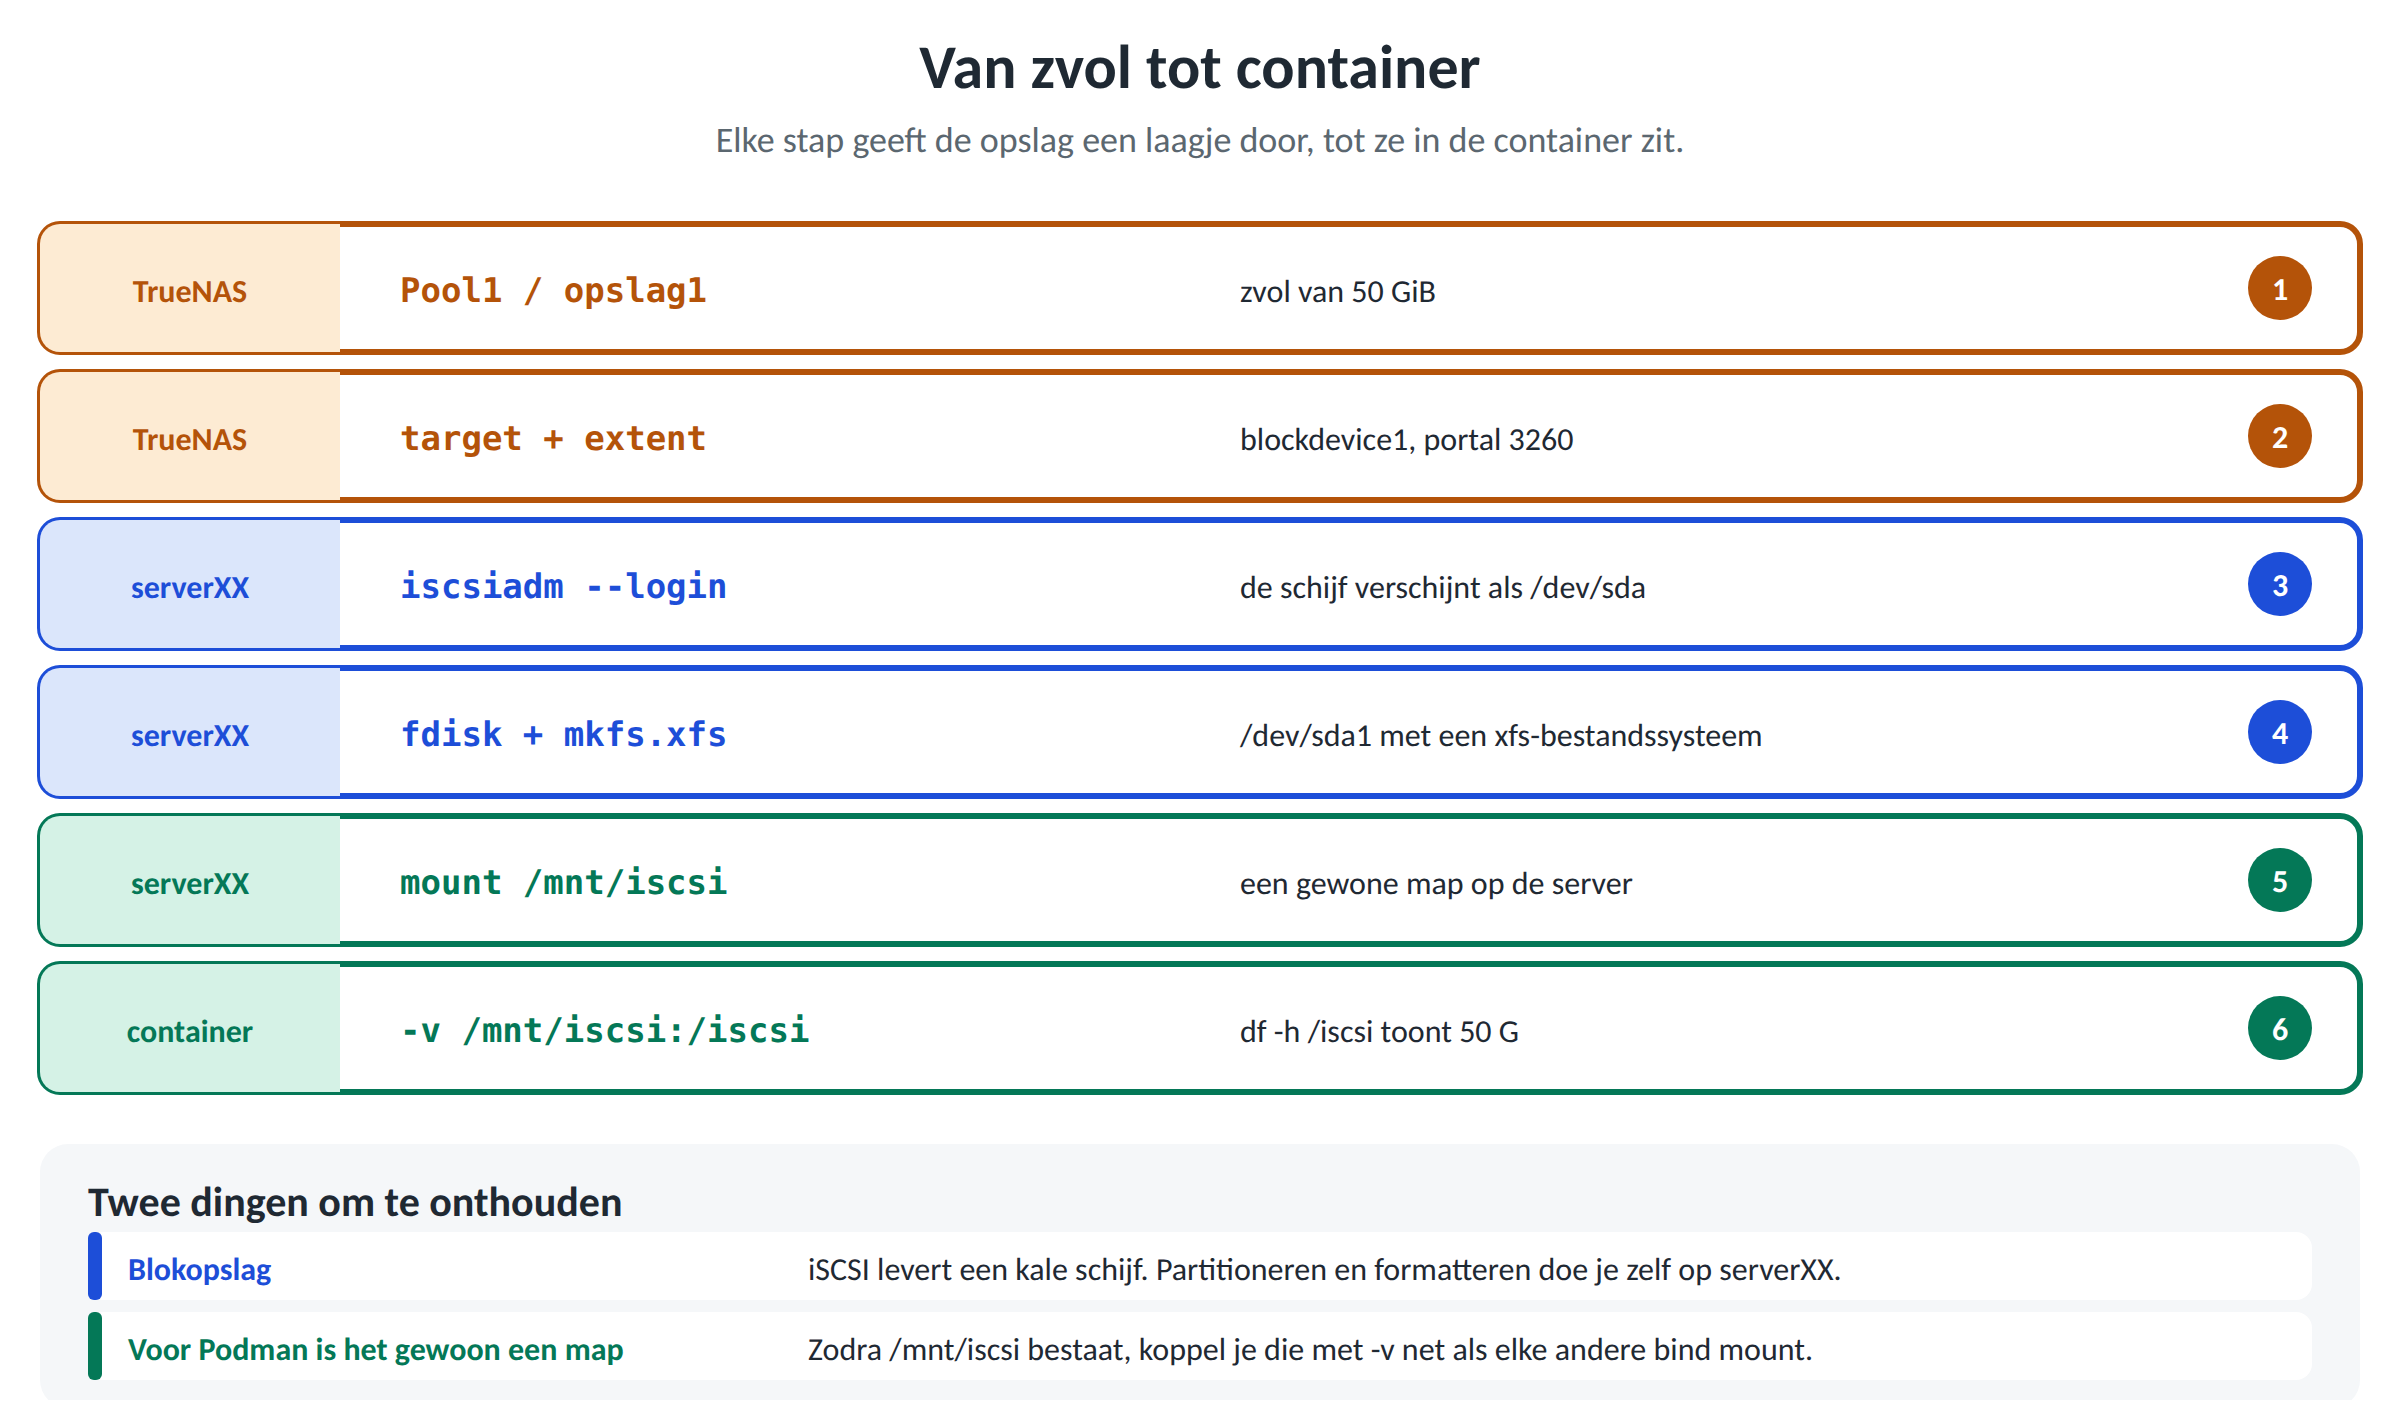 Van zvol tot container
Elke stap geeft de opslag een laagje door, tot ze in de container zit.
TrueNAS Pool1 / opslag1 zvol van 50 GiB 1
TrueNAS target + extent blockdevice1, portal 3260 2
serverXX iscsiadm --login de schijf verschijnt als /dev/sda 3
serverXX fdisk + mkfs.xfs /dev/sda1 met een xfs-bestandssysteem 4
serverXX mount /mnt/iscsi een gewone map op de server 5
container -v /mnt/iscsi:/iscsi df -h /iscsi toont 50 G 6
Twee dingen om te onthouden
Blokopslag iSCSI levert een kale schijf. Partitioneren en formatteren doe je zelf op serverXX.
Voor Podman is het gewoon een map Zodra /mnt/iscsi bestaat, koppel je die met -v net als elke andere bind mount.